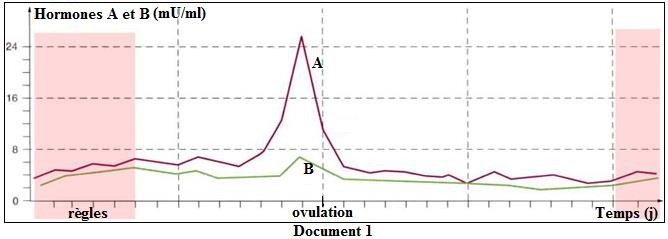 Hormones A et B (mU/ml)
24
A
16
8
B
0
règles
ovulation
Temps (j)
Document 1